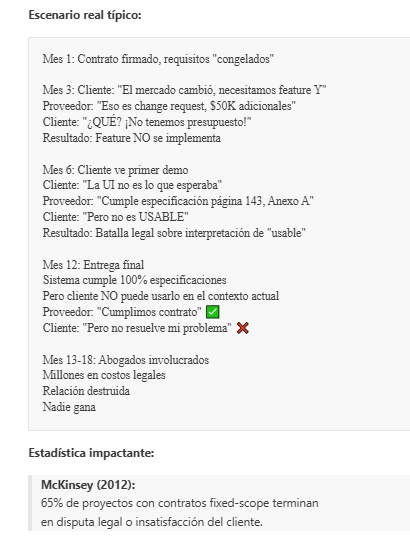 Escenario real típico:
Mes 1: Contrato firmado, requisitos "congelados"
Mes 3: Cliente: "El mercado cambió, necesitamos feature Y"
Proveedor: "Eso es change request, $50K adicionales"
Cliente: "¿QUÉ? ¡No tenemos presupuesto!"
Resultado: Feature NO se implementa
Mes 6: Cliente ve primer demo
Cliente: "La UI no es lo que esperaba"
Proveedor: "Cumple especificación página 143, Anexo A"
Cliente: "Pero no es USABLE"
Resultado: Batalla legal sobre interpretación de "usable"
Mes 12: Entrega final
Sistema cumple 100% especificaciones
Pero cliente NO puede usarlo en el contexto actual
Proveedor: "Cumplimos contrato" ✅
Cliente: "Pero no resuelve mi problema" ❌
Mes 13-18: Abogados involucrados
Millones en costos legales
Relación destruida
Nadie gana
Estadística impactante:
McKinsey (2012):
65% de proyectos con contratos fixed-scope terminan
en disputa legal o insatisfacción del cliente.